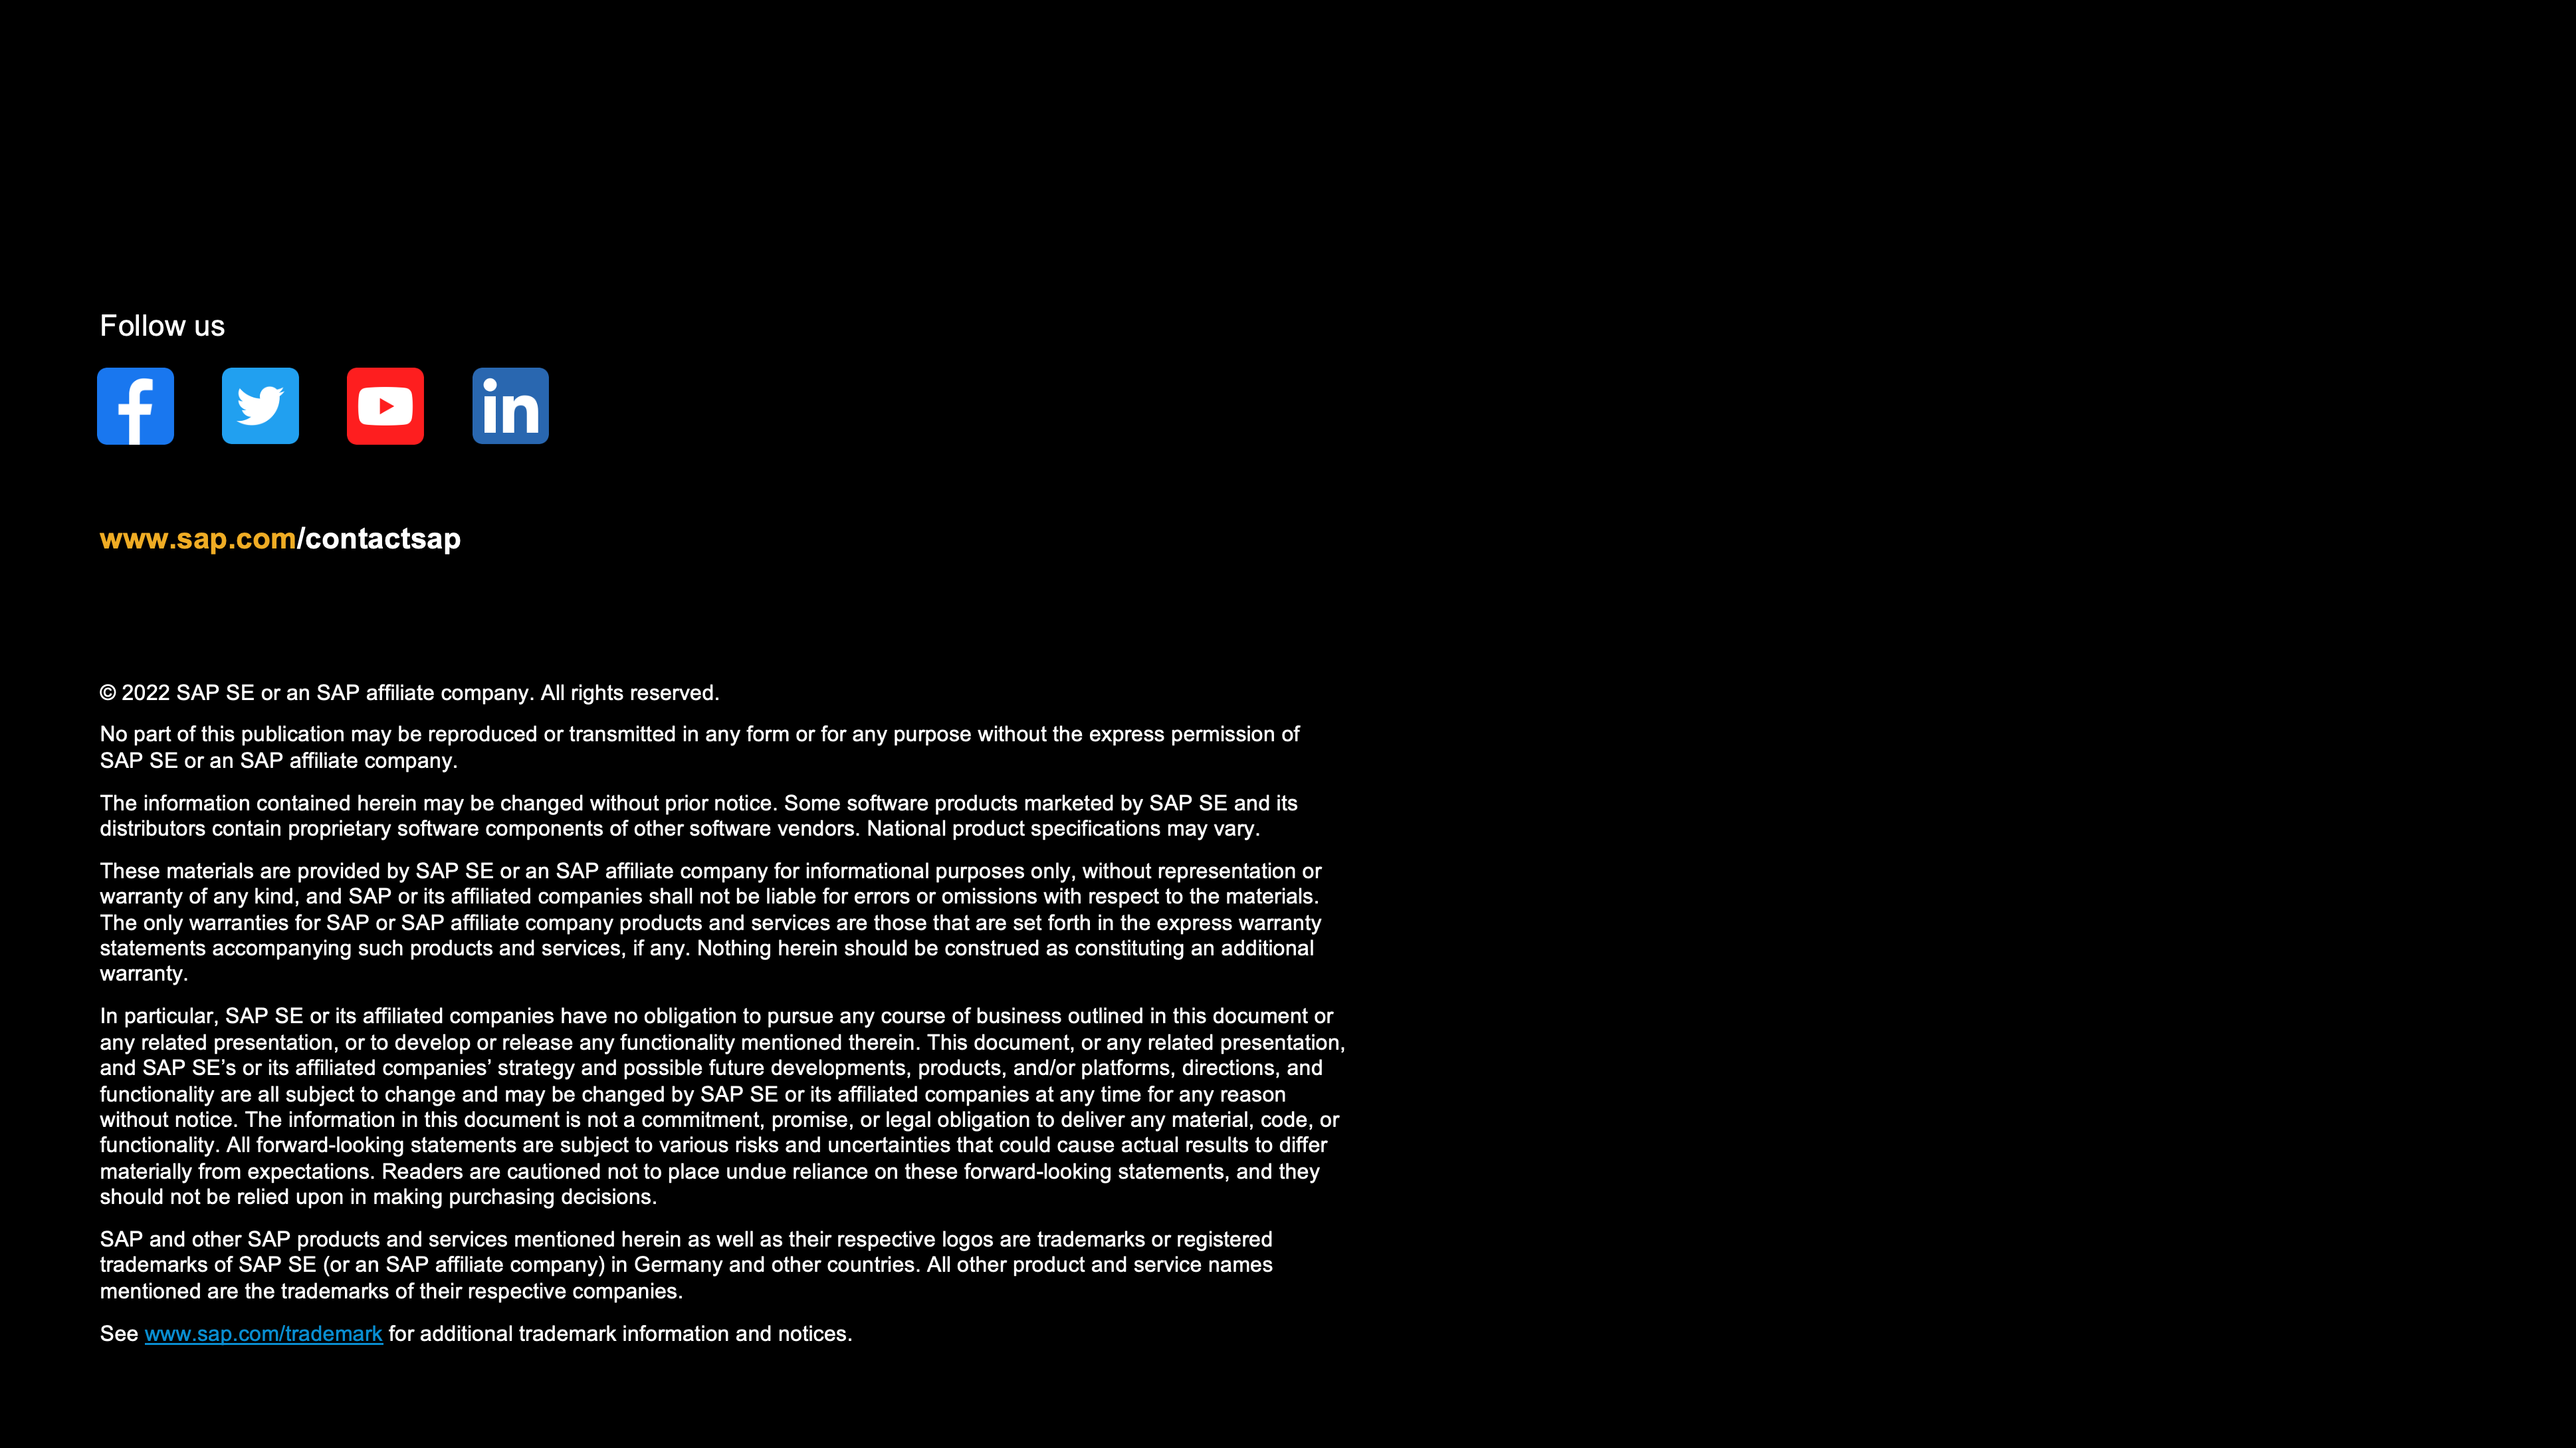 Follow us
www.sap.com/contactsap
© 2022 SAP SE or an SAP affiliate company. All rights reserved.
No part of this publication may be reproduced or transmitted in any form or for any purpose without the express permission of
SAP SE or an SAP affiliate company.
The information contained herein may be changed without prior notice. Some software products marketed by SAP SE and its
distributors contain proprietary software components of other software vendors. National product specifications may vary.
These materials are provided by SAP SE or an SAP affiliate company for informational purposes only, without representation or
warranty of any kind, and SAP or its affiliated companies shall not be liable for errors or omissions with respect to the materials.
The only warranties for SAP or SAP affiliate company products and services are those that are set forth in the express warranty
statements accompanying such products and services, if any. Nothing herein should be construed as constituting an additional
warranty.
In particular, SAP SE or its affiliated companies have no obligation to pursue any course of business outlined in this document or
any related presentation, or to develop or release any functionality mentioned therein. This document, or any related presentation,
and SAP SE’s or its affiliated companies’ strategy and possible future developments, products, and/or platforms, directions, and
functionality are all subject to change and may be changed by SAP SE or its affiliated companies at any time for any reason
without notice. The information in this document is not a commitment, promise, or legal obligation to deliver any material, code, or
functionality. All forward-looking statements are subject to various risks and uncertainties that could cause actual results to differ
materially from expectations. Readers are cautioned not to place undue reliance on these forward-looking statements, and they
should not be relied upon in making purchasing decisions.
SAP and other SAP products and services mentioned herein as well as their respective logos are trademarks or registered
trademarks of SAP SE (or an SAP affiliate company) in Germany and other countries. All other product and service names
mentioned are the trademarks of their respective companies.
See www.sap.com/trademark for additional trademark information and notices.